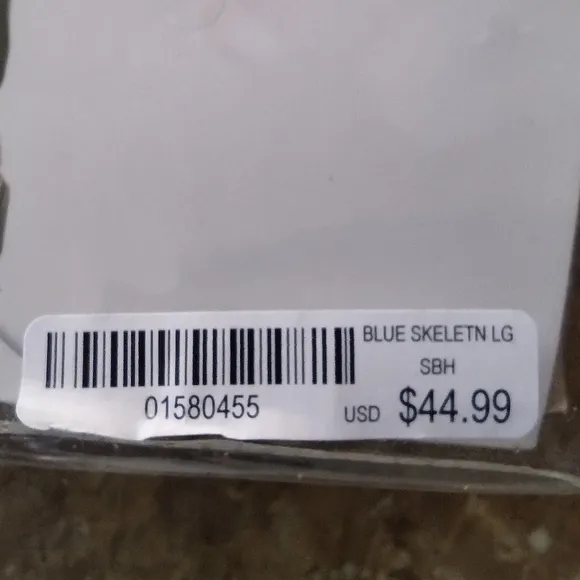 BLUE SKELETN LG
SBH
01580455
USD $44.99